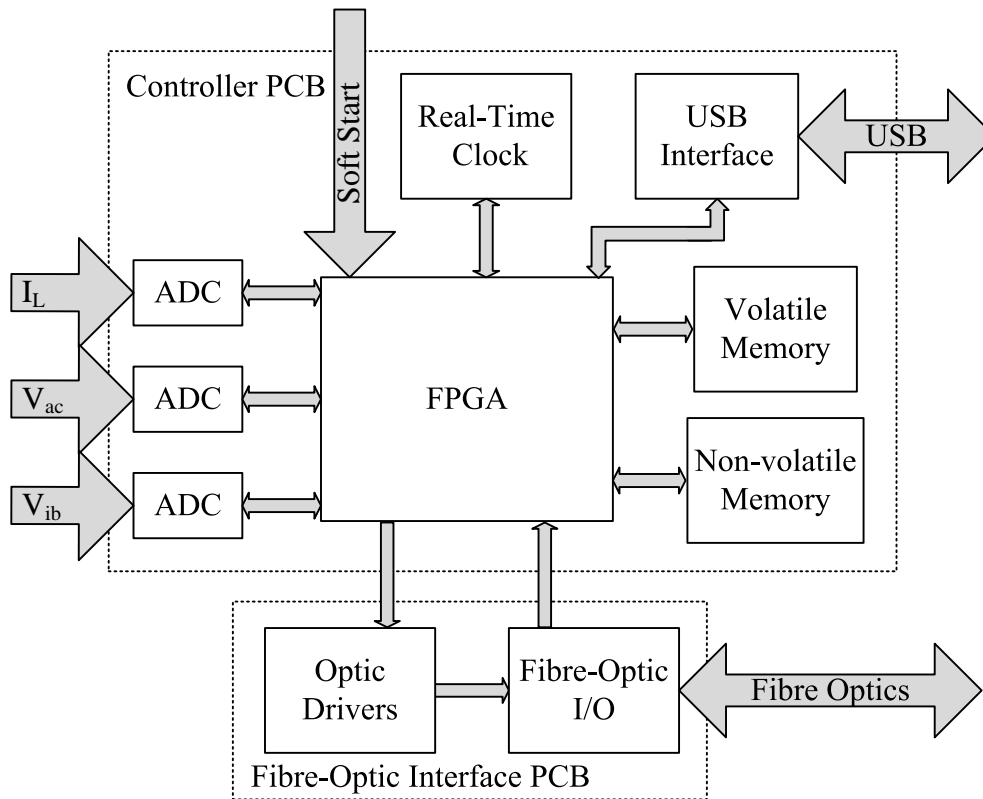 Controller PCB
Soft Start
Real-Time
Clock
USB
Interface
USB
I_L
ADC
V_ac
ADC
V_ib
ADC
FPGA
Volatile
Memory
Non-volatile
Memory
Optic
Drivers
Fibre-Optic
I/O
Fibre Optics
Fibre-Optic Interface PCB